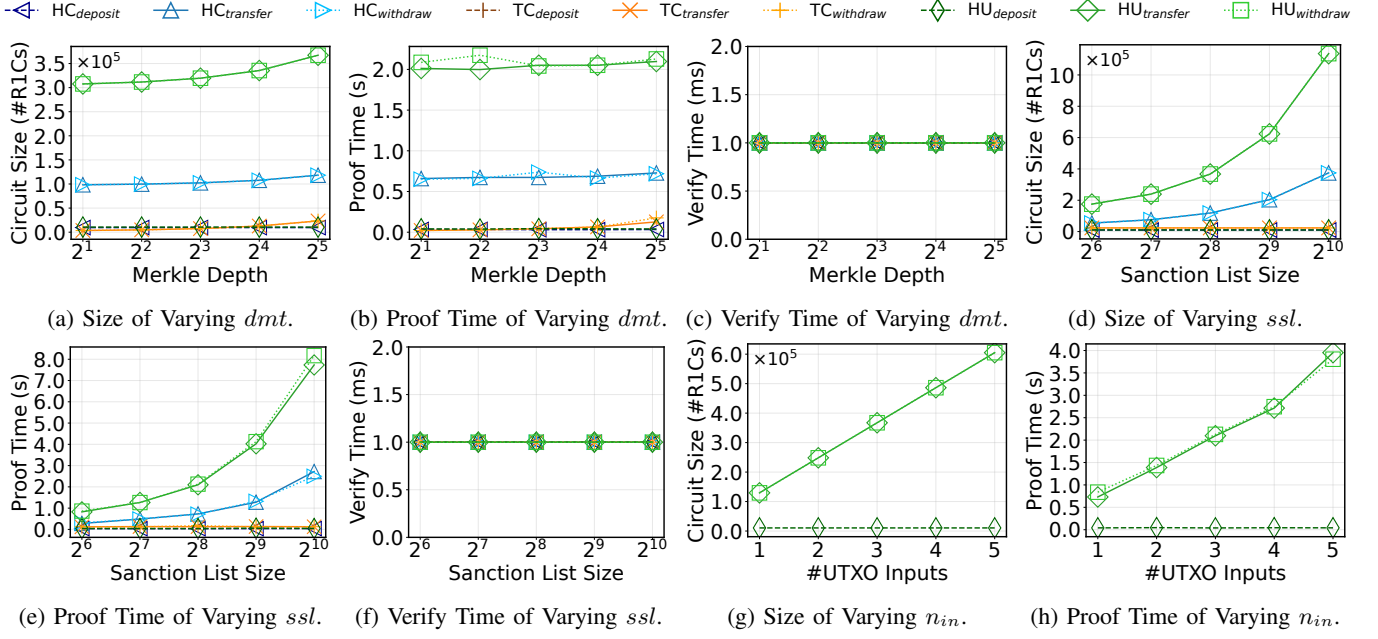 HC_deposit HC_transfer HC_withdraw TC_deposit TC_transfer TC_withdraw HU_deposit HU_transfer HU_withdraw
Circuit Size (#R1Cs)
×10^5
3.5
3.0
2.5
2.0
1.5
1.0
0.5
0.0
2^1 2^2 2^3 2^4 2^5
Merkle Depth
(a) Size of Varying dmt.
Proof Time (s)
2.0
1.5
1.0
0.5
0.0
2^1 2^2 2^3 2^4 2^5
Merkle Depth
(b) Proof Time of Varying dmt.
Verify Time (ms)
2.0
1.5
1.0
0.5
0.0
2^1 2^2 2^3 2^4 2^5
Merkle Depth
(c) Verify Time of Varying dmt.
Circuit Size (#R1Cs)
×10^5
10
8
6
4
2
0
2^6 2^7 2^8 2^9 2^10
Sanction List Size
(d) Size of Varying ssl.
Proof Time (s)
8.0
7.0
6.0
5.0
4.0
3.0
2.0
1.0
0.0
2^6 2^7 2^8 2^9 2^10
Sanction List Size
(e) Proof Time of Varying ssl.
Verify Time (ms)
2.0
1.5
1.0
0.5
0.0
2^6 2^7 2^8 2^9 2^10
Sanction List Size
(f) Verify Time of Varying ssl.
Circuit Size (#R1Cs)
×10^5
6.0
5.0
4.0
3.0
2.0
1.0
0.0
1 2 3 4 5
#UTXO Inputs
(g) Size of Varying n_in.
Proof Time (s)
4.0
3.5
3.0
2.5
2.0
1.5
1.0
0.5
0.0
1 2 3 4 5
#UTXO Inputs
(h) Proof Time of Varying n_in.